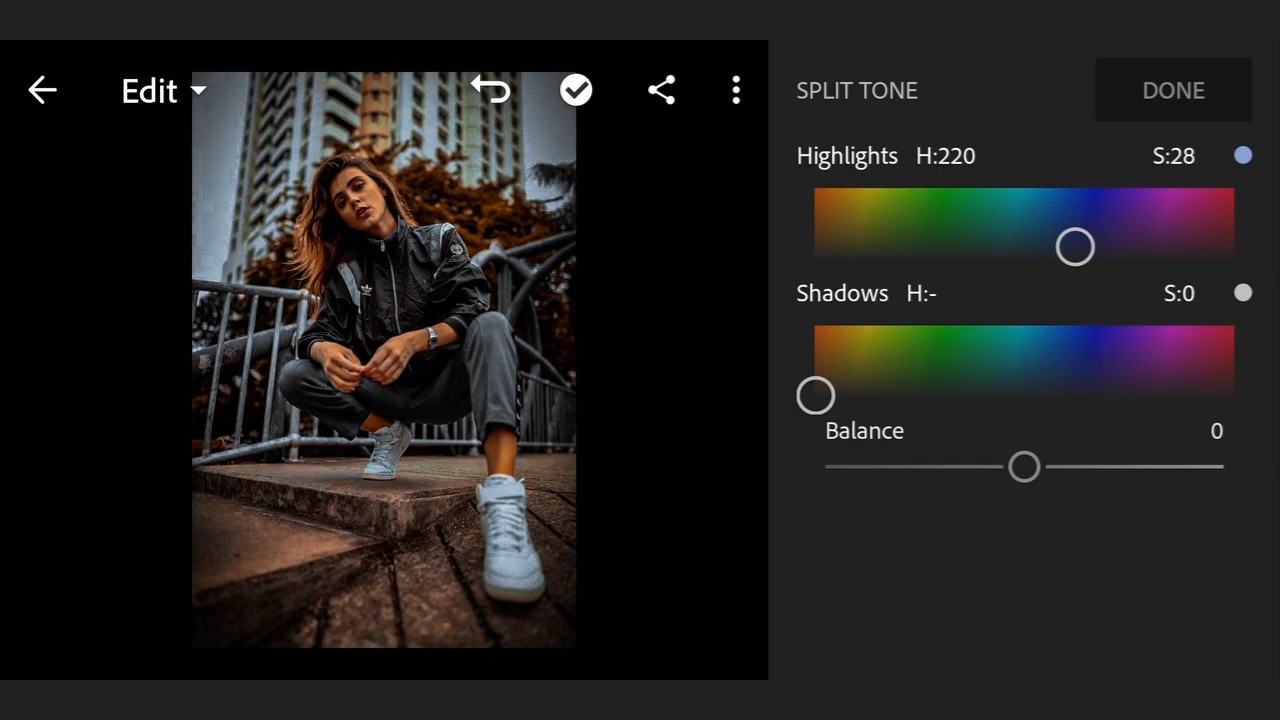 Edit
SPLIT TONE
DONE
Highlights H:220 S:28
Shadows H:- S:0
Balance 0